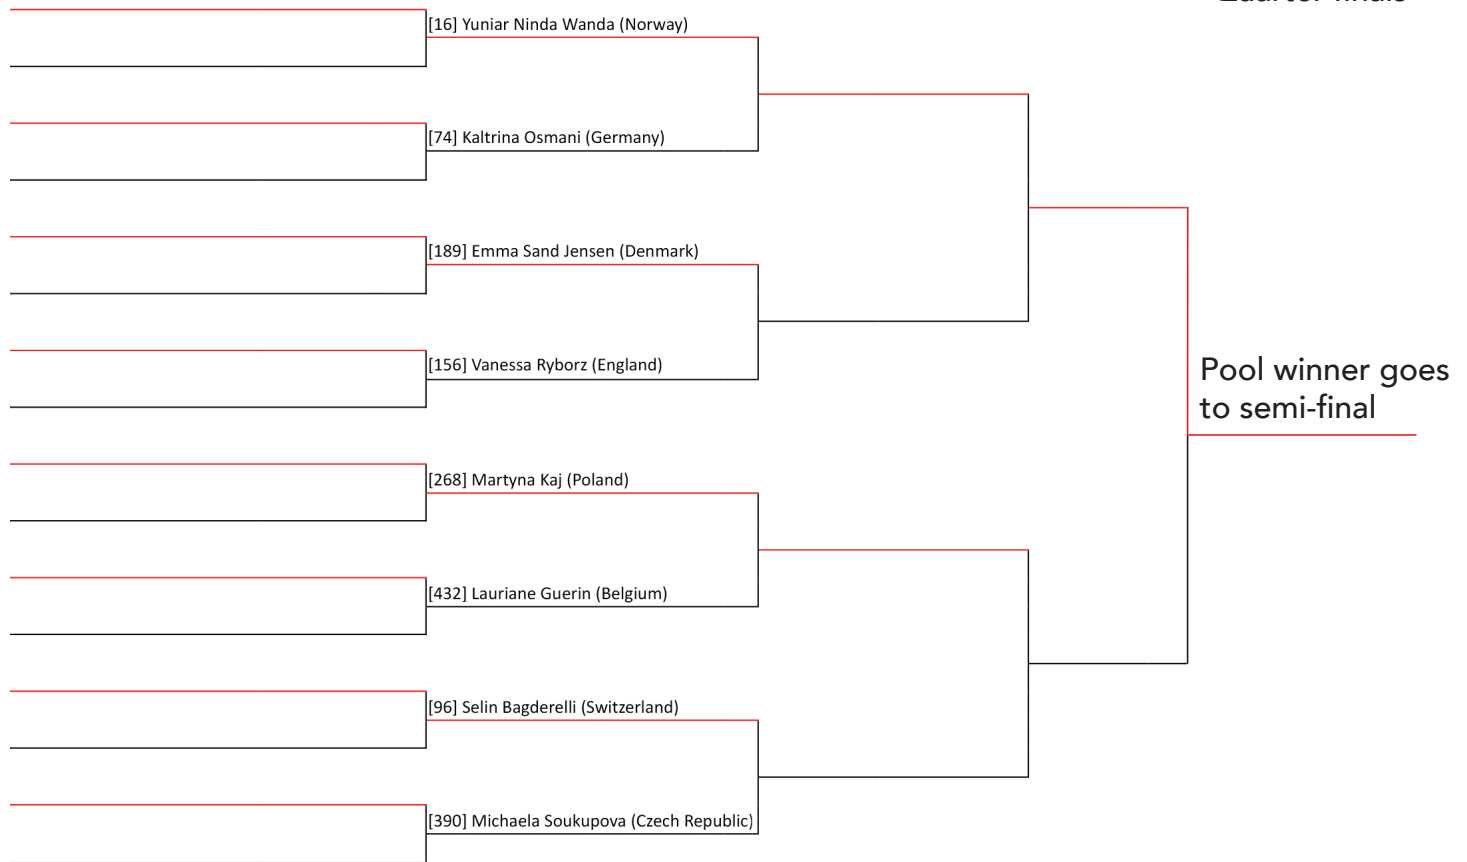 Quarter-finals
[16] Yuniar Ninda Wanda (Norway)
[74] Kaltrina Osmani (Germany)
[189] Emma Sand Jensen (Denmark)
[156] Vanessa Ryborz (England)
Pool winner goes
to semi-final
[268] Martyna Kaj (Poland)
[432] Lauriane Guerin (Belgium)
[96] Selin Bagderelli (Switzerland)
[390] Michaela Soukupova (Czech Republic)